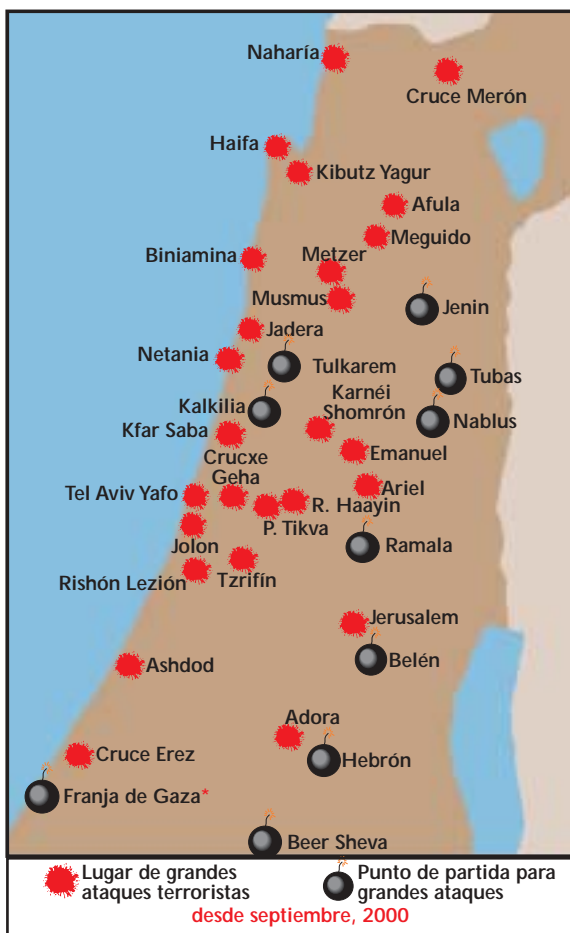 Naharía
Cruce Merón
Haifa
Kibutz Yagur
Afula
Meguido
Biniamina
Metzer
Musmus
Jenin
Jadera
Netania
Tulkarem
Tubas
Karnéi
Shomrón
Kalkilia
Nablus
Kfar Saba
Emanuel
Crucxe
Geha
Ariel
Tel Aviv Yafo
R. Haayin
P. Tikva
Jolon
Ramala
Tzrifín
Rishón Lezión
Jerusalem
Belén
Ashdod
Adora
Cruce Erez
Hebrón
Franja de Gaza*
Beer Sheva
Lugar de grandes
ataques terroristas
Punto de partida para
grandes ataques
desde septiembre, 2000